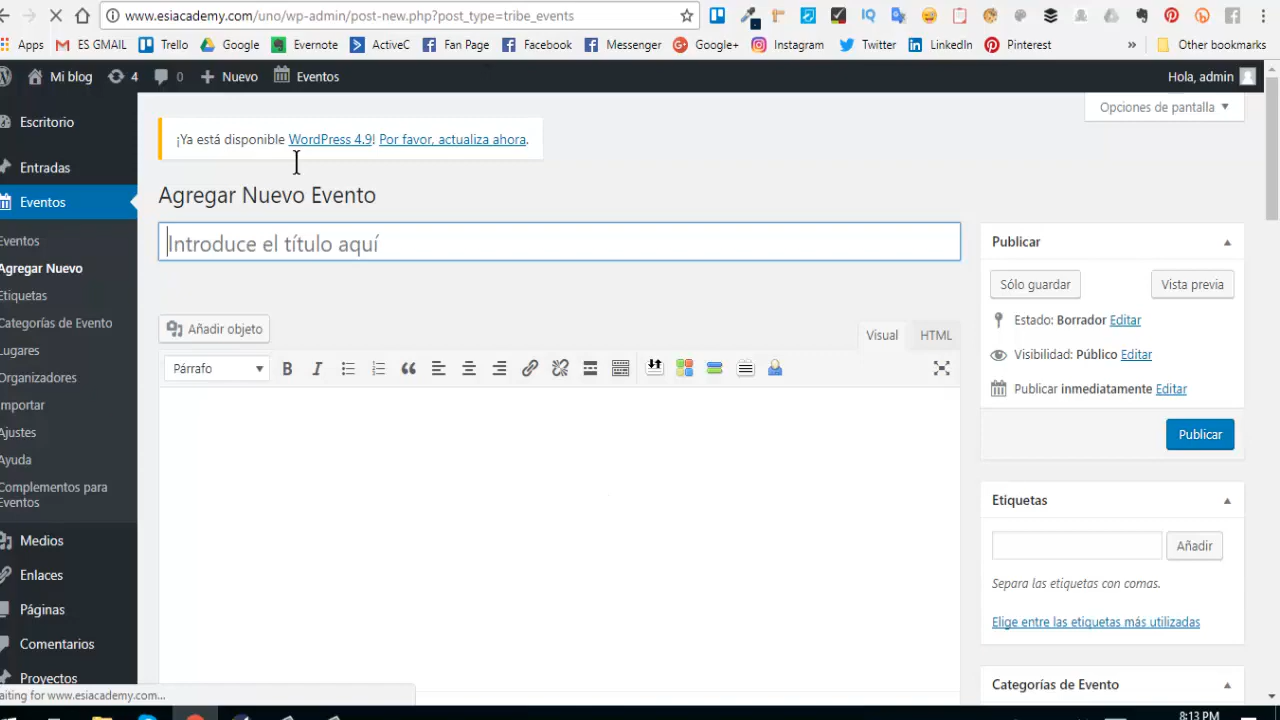 www.esiacademy.com/uno/wp-admin/post-new.php?post_type=tribe_events
Apps ES GMAIL Trello Google Evernote ActiveC Fan Page Facebook Messenger Google+ Instagram Twitter LinkedIn Pinterest » Other bookmarks
Mi blog 4 0 Nuevo Eventos Hola, admin
Opciones de pantalla
Escritorio
Entradas
Eventos
Eventos
Agregar Nuevo
Etiquetas
Categorías de Evento
Lugares
Organizadores
Importar
Ajustes
Ayuda
Complementos para
Eventos
Medios
Enlaces
Páginas
Comentarios
Proyectos
¡Ya está disponible WordPress 4.9! Por favor, actualiza ahora.
Agregar Nuevo Evento
Introduce el título aquí
Añadir objeto
Visual HTML
Párrafo
Publicar
Sólo guardar Vista previa
Estado: Borrador Editar
Visibilidad: Público Editar
Publicar inmediatamente Editar
Publicar
Etiquetas
Añadir
Separa las etiquetas con comas.
Elige entre las etiquetas más utilizadas
Categorías de Evento
aiting for www.esiacademy.com...
8:13 PM